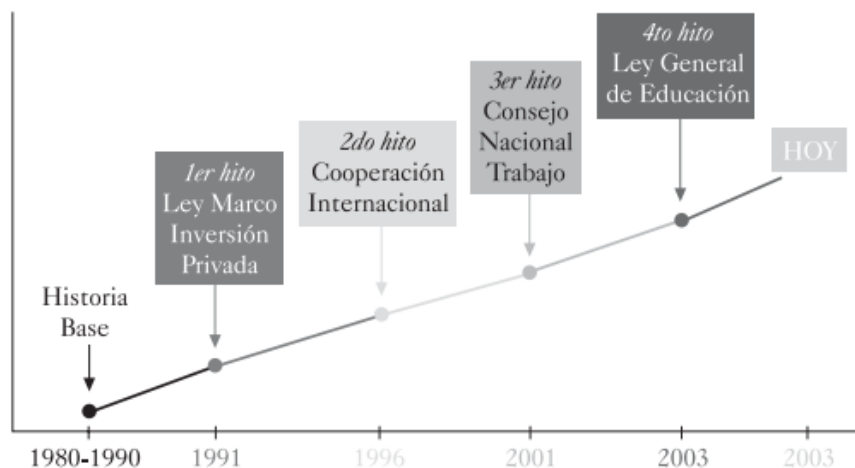 4to hito
Ley General
de Educación
3er hito
Consejo
Nacional
Trabajo
HOY
2do hito
Cooperación
Internacional
1er hito
Ley Marco
Inversión
Privada
Historia
Base
1980-1990
1991
1996
2001
2003
2003